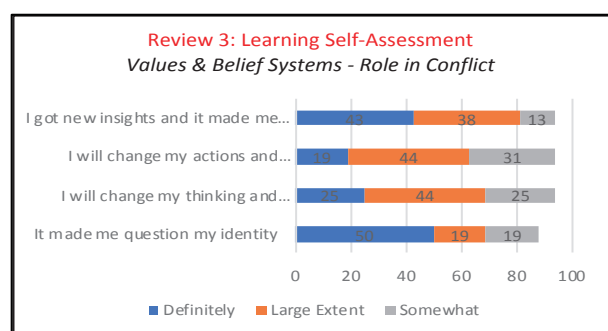 Review 3: Learning Self-Assessment
Values & Belief Systems - Role in Conflict
I got new insights and it made me...
43 38 13
I will change my actions and...
19 44 31
I will change my thinking and...
25 44 25
It made me question my identity
50 19 19
0 20 40 60 80 100
Definitely Large Extent Somewhat